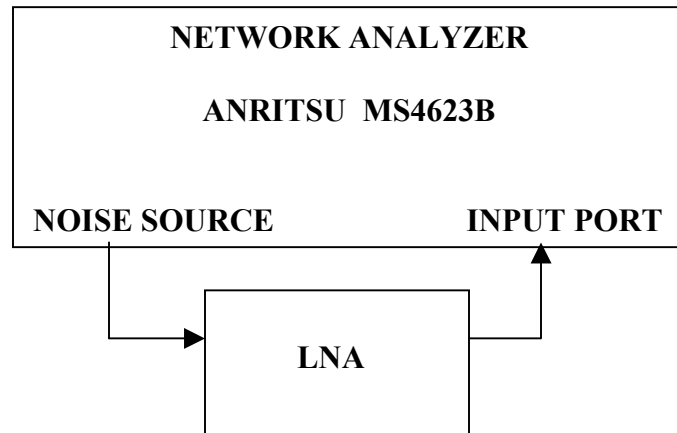 NETWORK ANALYZER
ANRITSU MS4623B
NOISE SOURCE INPUT PORT
LNA